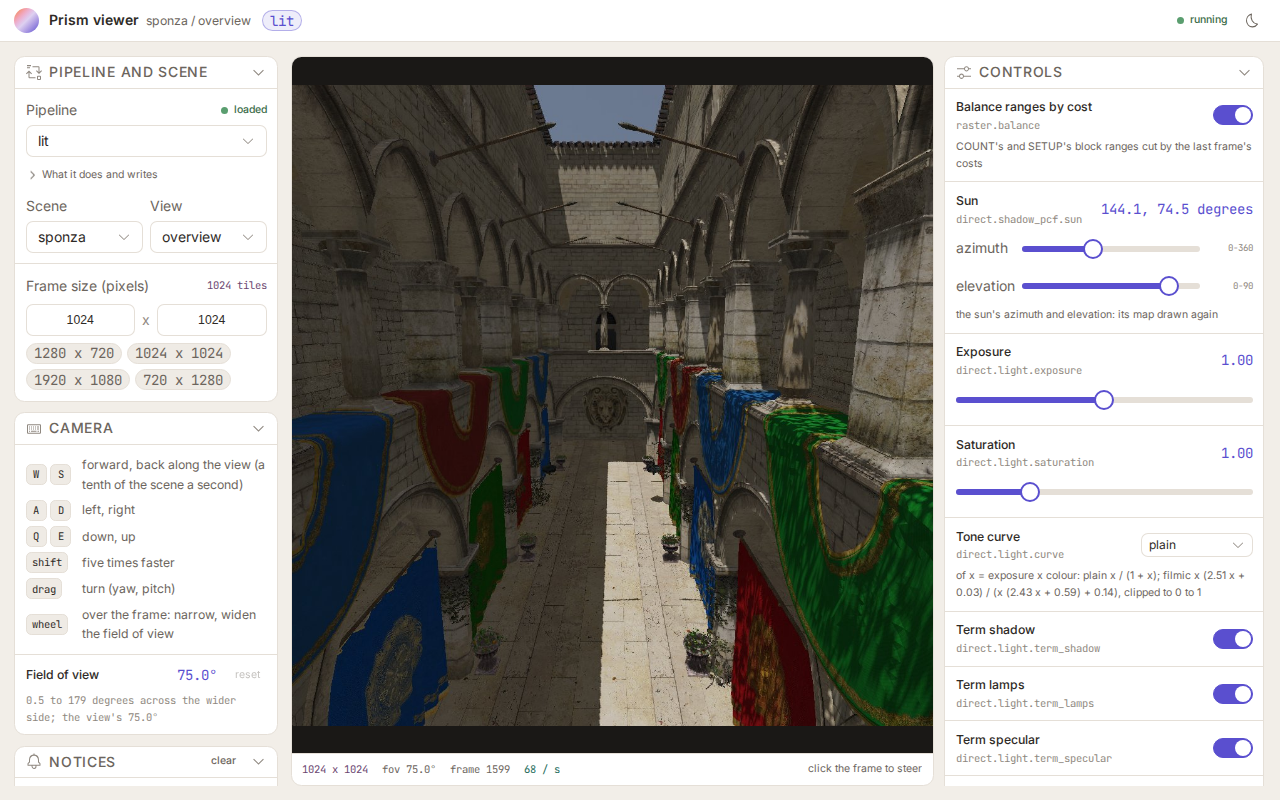 Prism viewer sponza / overview lit
running
PIPELINE AND SCENE
Pipeline
loaded
lit
What it does and writes
Scene View
sponza overview
Frame size (pixels) 1024 tiles
1024 x 1024
1280 x 720 1024 x 1024
1920 x 1080 720 x 1280
CAMERA
W S forward, back along the view (a
tenth of the scene a second)
A D left, right
Q E down, up
shift five times faster
drag turn (yaw, pitch)
wheel over the frame: narrow, widen
the field of view
Field of view 75.0° reset
0.5 to 179 degrees across the wider
side; the view's 75.0°
NOTICES clear
1024 x 1024 fov 75.0° frame 1599 68 / s click the frame to steer
CONTROLS
Balance ranges by cost
raster.balance
COUNT's and SETUP's block ranges cut by the last frame's
costs
Sun
direct.shadow_pcf.sun
144.1, 74.5 degrees
azimuth 0-360
elevation 0-90
the sun's azimuth and elevation: its map drawn again
Exposure
direct.light.exposure
1.00
Saturation
direct.light.saturation
1.00
Tone curve
direct.light.curve
plain
of x = exposure x colour: plain x / (1 + x); filmic x (2.51 x +
0.03) / (x (2.43 x + 0.59) + 0.14), clipped to 0 to 1
Term shadow
direct.light.term_shadow
Term lamps
direct.light.term_lamps
Term specular
direct.light.term_specular